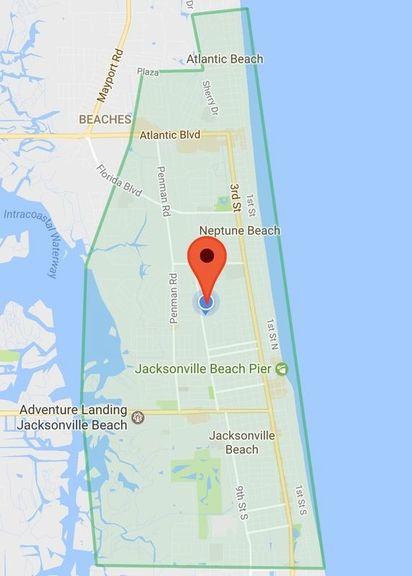 Dr
Mayport Rd
Atlantic Beach
Plaza
Sherry Dr
BEACHES
Atlantic Blvd
Florida Blvd
Penman Rd
3rd St
1st St
Intracoastal Waterway
Neptune Beach
Penman Rd
1st St N
Jacksonville Beach Pier
Adventure Landing
Jacksonville Beach
Jacksonville
Beach
9th St S
1st St S